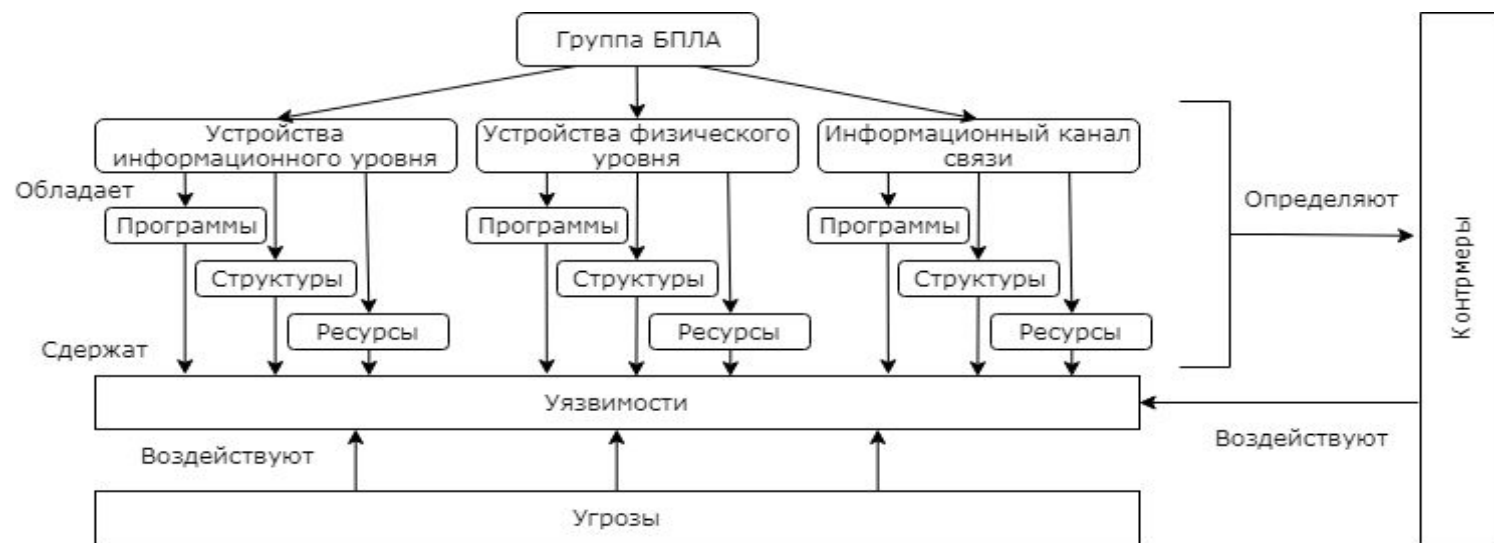 Группа БПЛА
Устройства
информационного уровня
Устройства физического
уровня
Информационный канал
связи
Обладает
Программы
Программы
Программы
Определяют
Структуры
Структуры
Структуры
Ресурсы
Ресурсы
Ресурсы
Сдержат
Уязвимости
Воздействуют
Воздействуют
Угрозы
Контрмеры